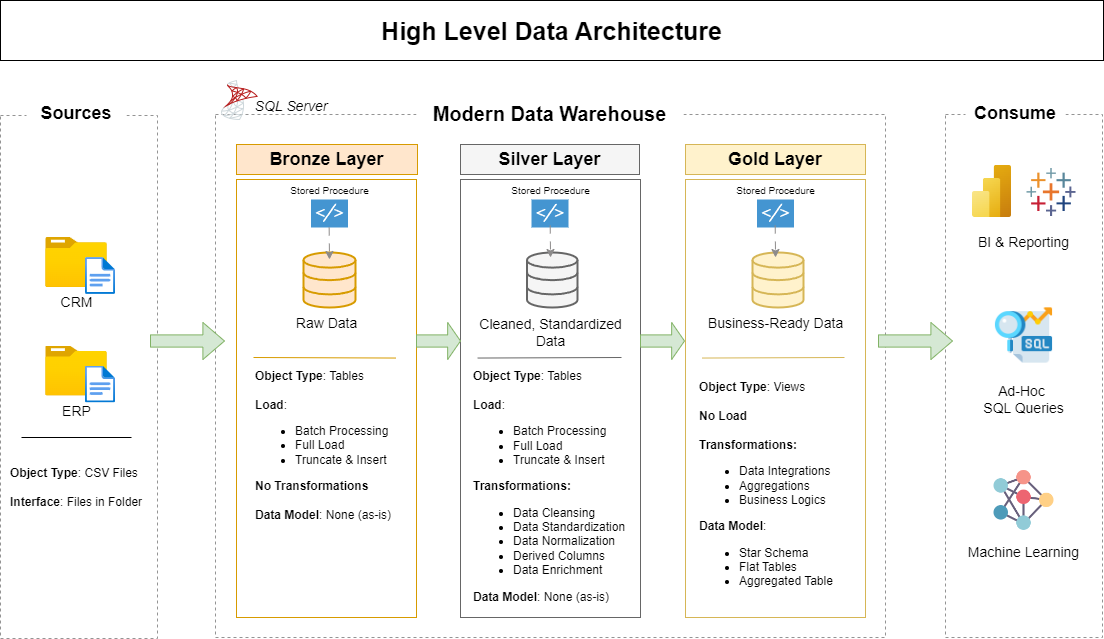 High Level Data Architecture
Sources
CRM
ERP
Object Type: CSV Files
Interface: Files in Folder
SQL Server
Modern Data Warehouse
Bronze Layer
Stored Procedure
</>
Raw Data
Object Type: Tables
Load:
Batch Processing
Full Load
Truncate & Insert
No Transformations
Data Model: None (as-is)
Silver Layer
Stored Procedure
</>
Cleaned, Standardized
Data
Object Type: Tables
Load:
Batch Processing
Full Load
Truncate & Insert
Transformations:
Data Cleansing
Data Standardization
Data Normalization
Derived Columns
Data Enrichment
Data Model: None (as-is)
Gold Layer
Stored Procedure
</>
Business-Ready Data
Object Type: Views
No Load
Transformations:
Data Integrations
Aggregations
Business Logics
Data Model:
Star Schema
Flat Tables
Aggregated Table
Consume
BI & Reporting
SQL
Ad-Hoc
SQL Queries
Machine Learning